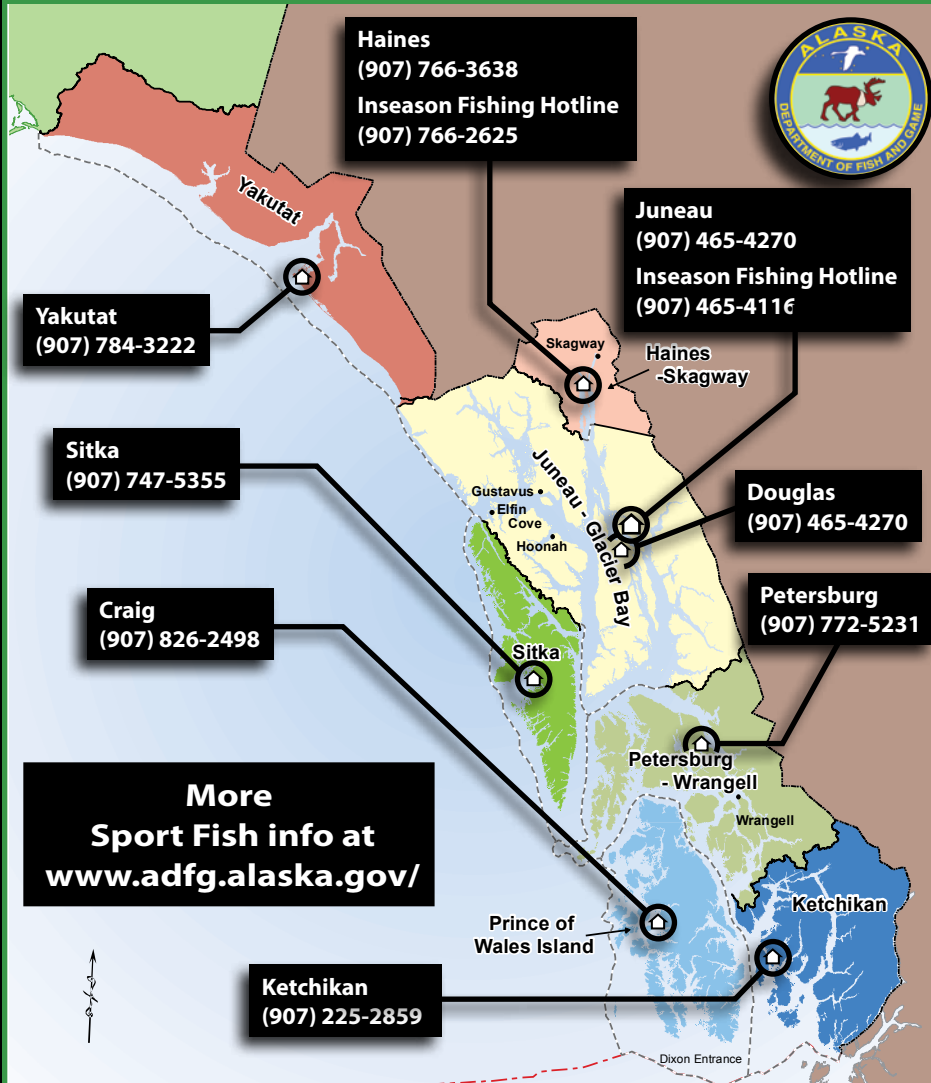 Haines
(907) 766-3638
Inseason Fishing Hotline
(907) 766-2625
ALASKA
DEPARTMENT OF FISH AND GAME
Juneau
(907) 465-4270
Inseason Fishing Hotline
(907) 465-4116
Yakutat
Yakutat
(907) 784-3222
Skagway
Haines
-Skagway
Sitka
(907) 747-5355
Juneau - Glacier Bay
Gustavus
Elfin
Cove
Hoonah
Douglas
(907) 465-4270
Craig
(907) 826-2498
Petersburg
(907) 772-5231
Sitka
Petersburg
- Wrangell
Wrangell
More
Sport Fish info at
www.adfg.alaska.gov/
Ketchikan
Prince of
Wales Island
Ketchikan
(907) 225-2859
Dixon Entrance